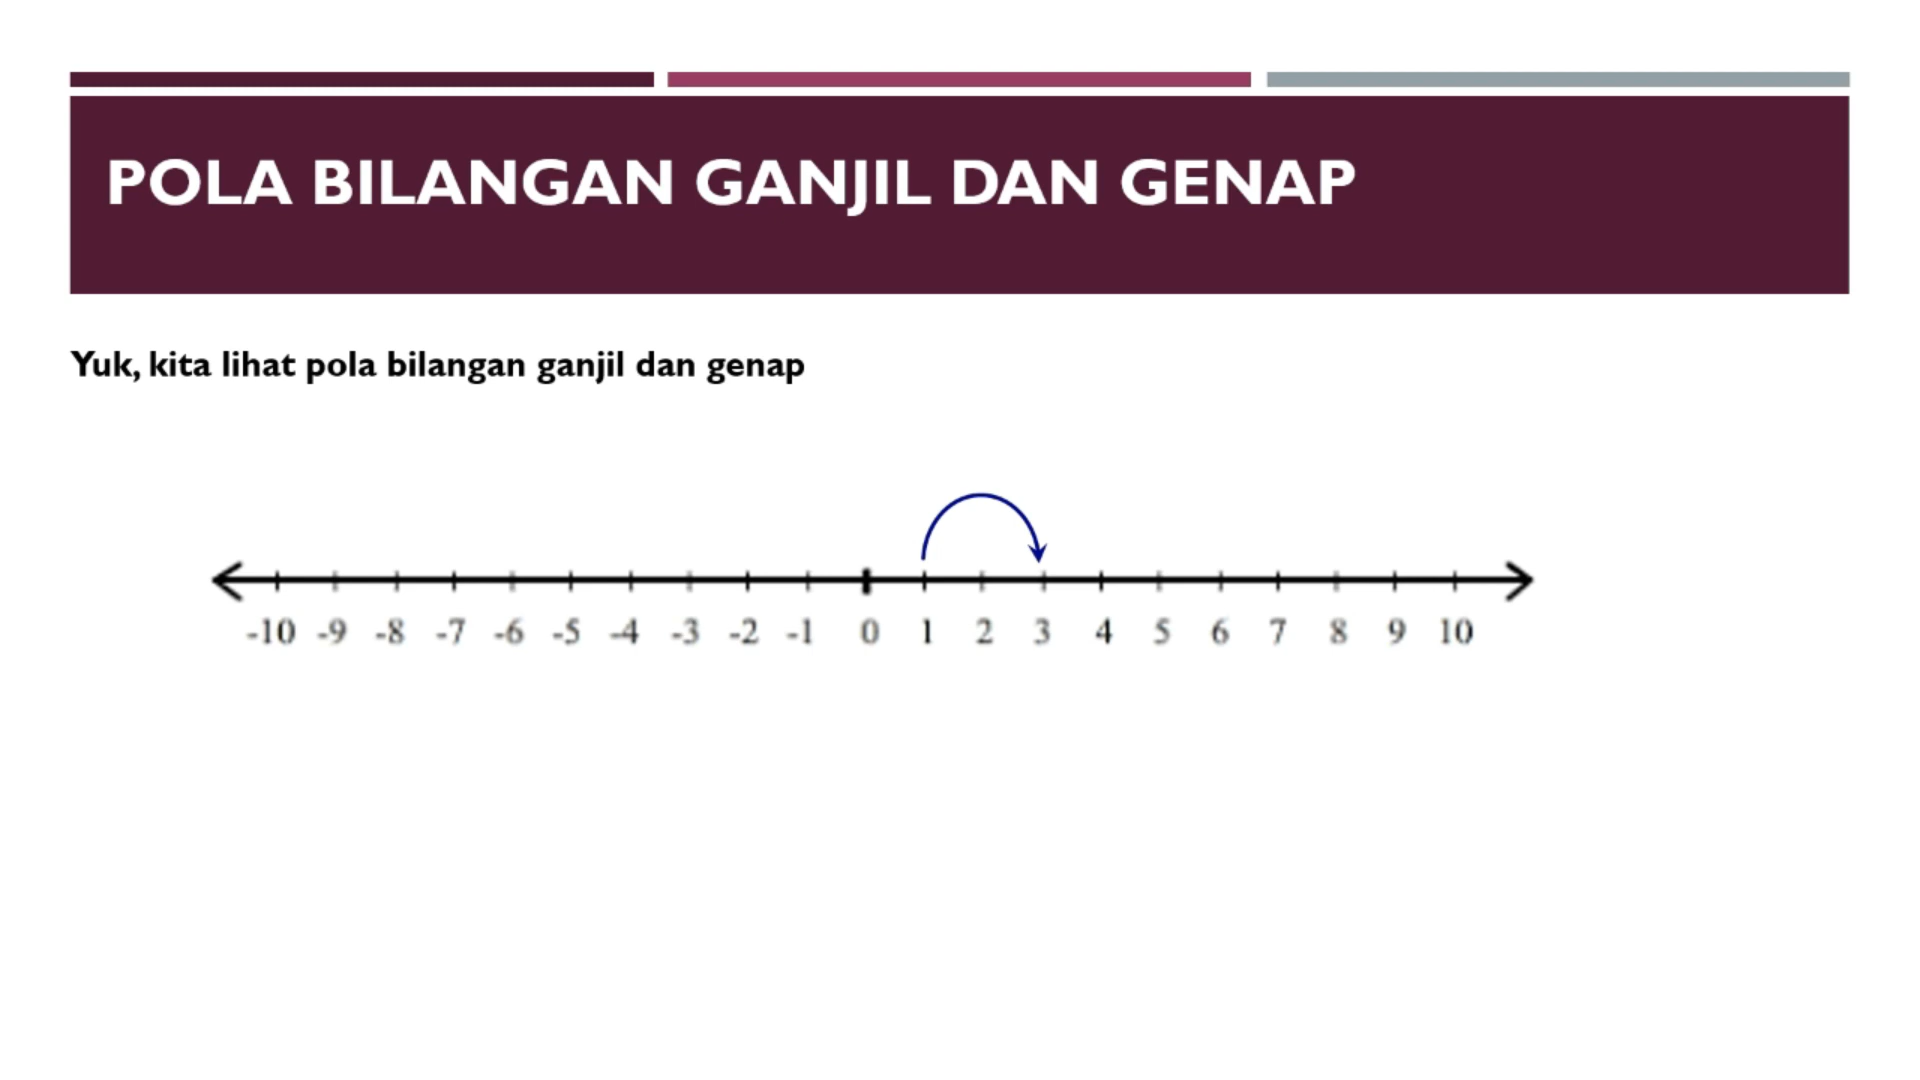 POLA BILANGAN GANJIL DAN GENAP
Yuk, kita lihat pola bilangan ganjil dan genap
-10 -9 -8 -7 -6 -5 -4 -3 -2 -1 0 1 2 3 4 5 6 7 8 9 10